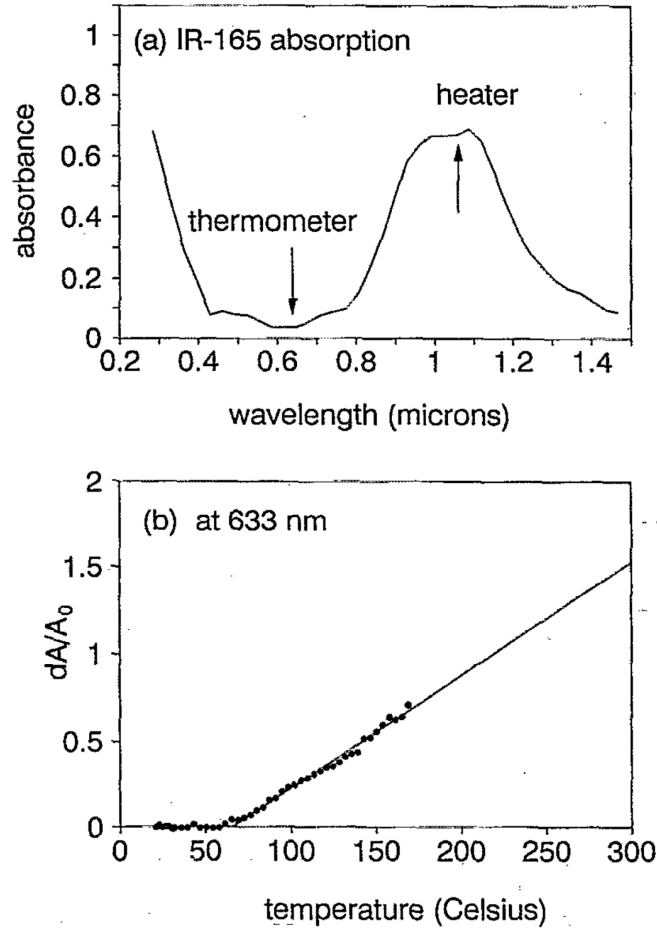 (a) IR-165 absorption
heater
thermometer
absorbance
1
0.8
0.6
0.4
0.2
0
0.2 0.4 0.6 0.8 1 1.2 1.4
wavelength (microns)
(b) at 633 nm
dA/A₀
2
1.5
1
0.5
0
0 50 100 150 200 250 300
temperature (Celsius)